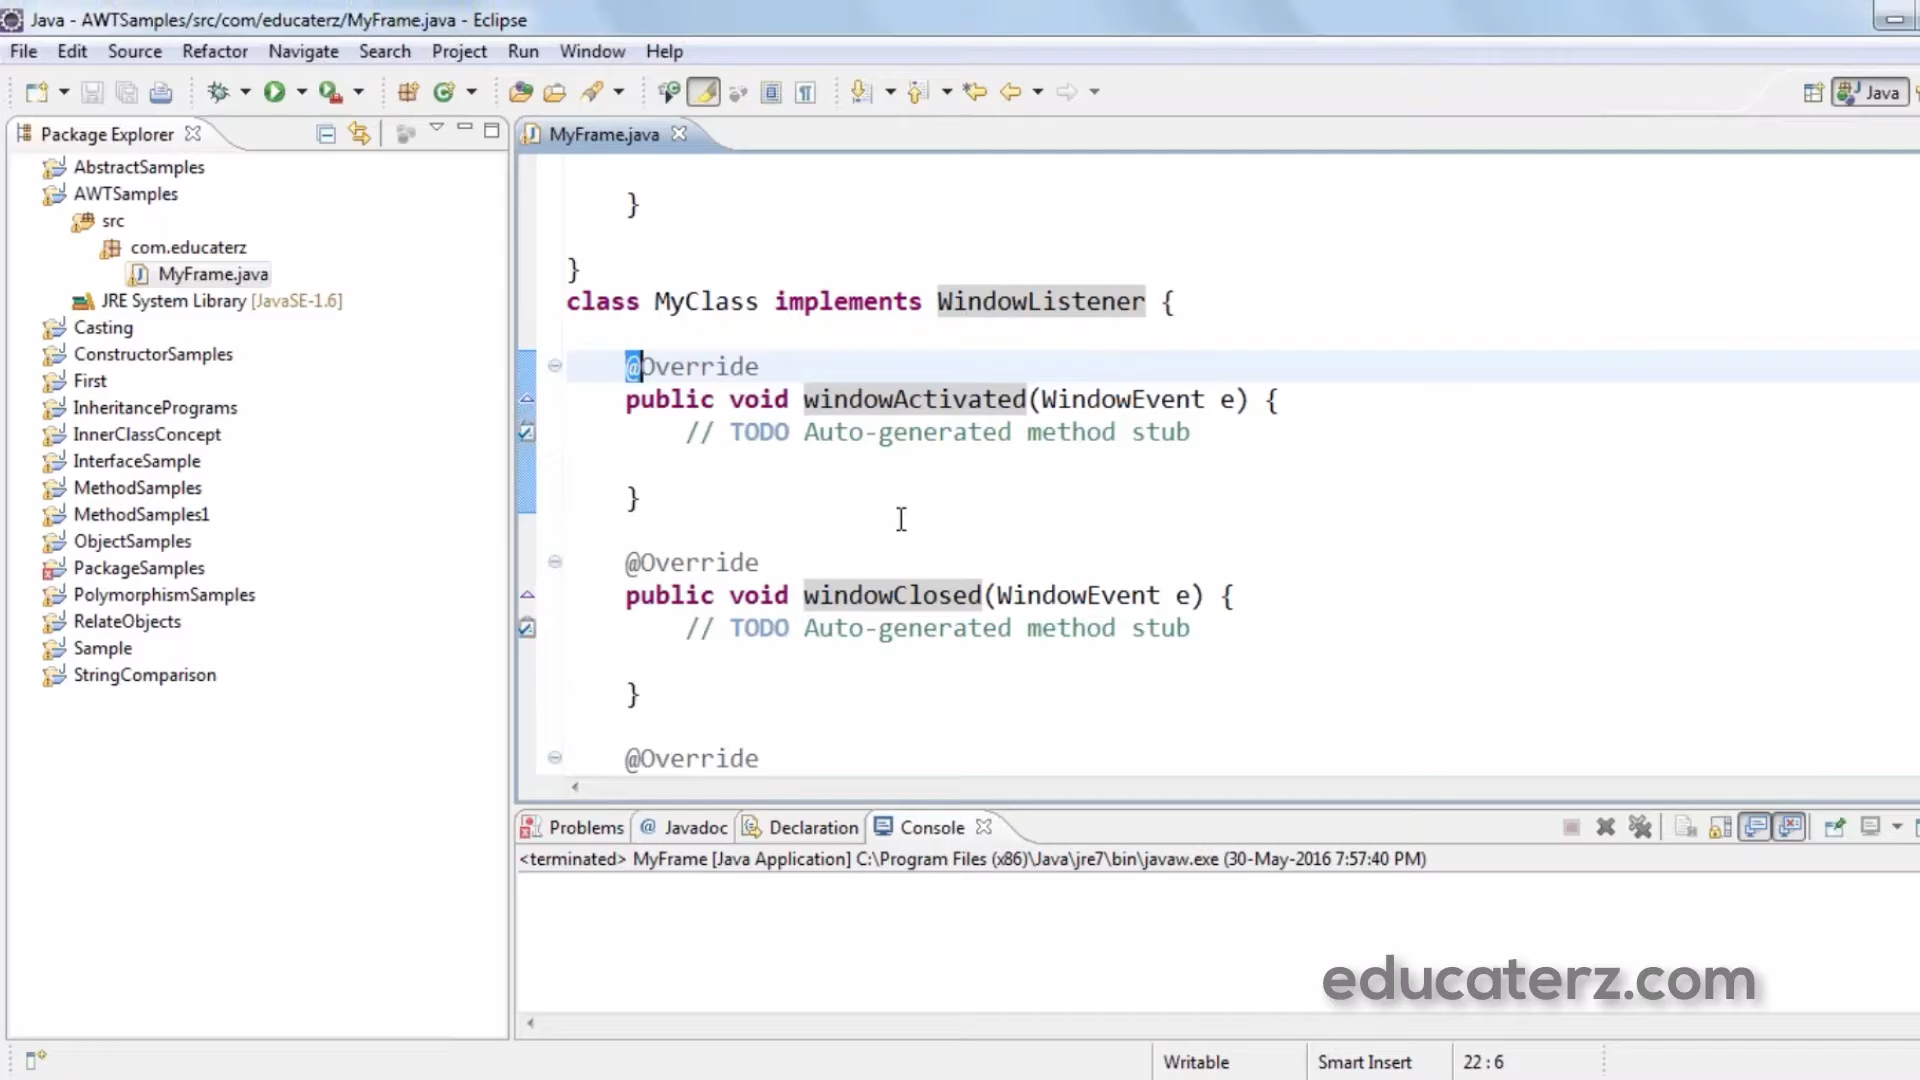 Java - AWTSamples/src/com/educaterz/MyFrame.java - Eclipse
File Edit Source Refactor Navigate Search Project Run Window Help
Java
Package Explorer
AbstractSamples
AWTSamples
src
com.educaterz
MyFrame.java
JRE System Library [JavaSE-1.6]
Casting
ConstructorSamples
First
InheritancePrograms
InnerClassConcept
InterfaceSample
MethodSamples
MethodSamples1
ObjectSamples
PackageSamples
PolymorphismSamples
RelateObjects
Sample
StringComparison
MyFrame.java
}
}
class MyClass implements WindowListener {
@Override
public void windowActivated(WindowEvent e) {
// TODO Auto-generated method stub
}
@Override
public void windowClosed(WindowEvent e) {
// TODO Auto-generated method stub
}
@Override
Problems @ Javadoc Declaration Console
<terminated> MyFrame [Java Application] C:\Program Files (x86)\Java\jre7\bin\javaw.exe (30-May-2016 7:57:40 PM)
educaterz.com
Writable Smart Insert 22 : 6